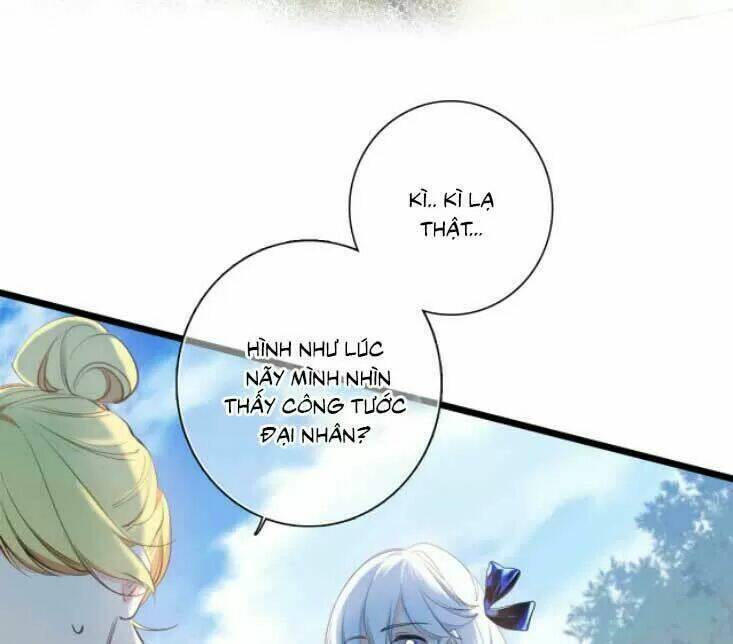 KÌ.. KÌ LẠ
THẬT...
HÌNH NHƯ LÚC
NÃY MÌNH NHÌN
THẤY CÔNG TƯỚC
ĐẠI NHÂN?